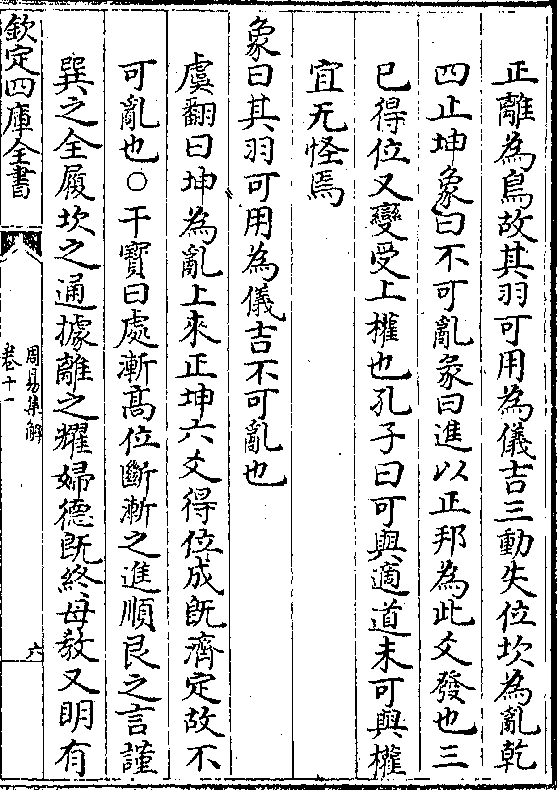 正離為鳥故其羽可用為儀吉三動失位坎為亂乾
四止坤象曰不可亂彖曰進以正邦為此爻發也三
已得位又變受上權也孔子曰可與適道未可與權
宜无怪焉
象曰其羽可用為儀吉不可亂也
虞翻曰坤為亂上來正坤六爻得位成旣濟定故不
可亂也○干寶曰處漸高位斷漸之進順艮之言謹
巽之全履坎之通據離之耀婦德旣終母敎又明有
欽定四庫全書
周易集解
卷十一
六